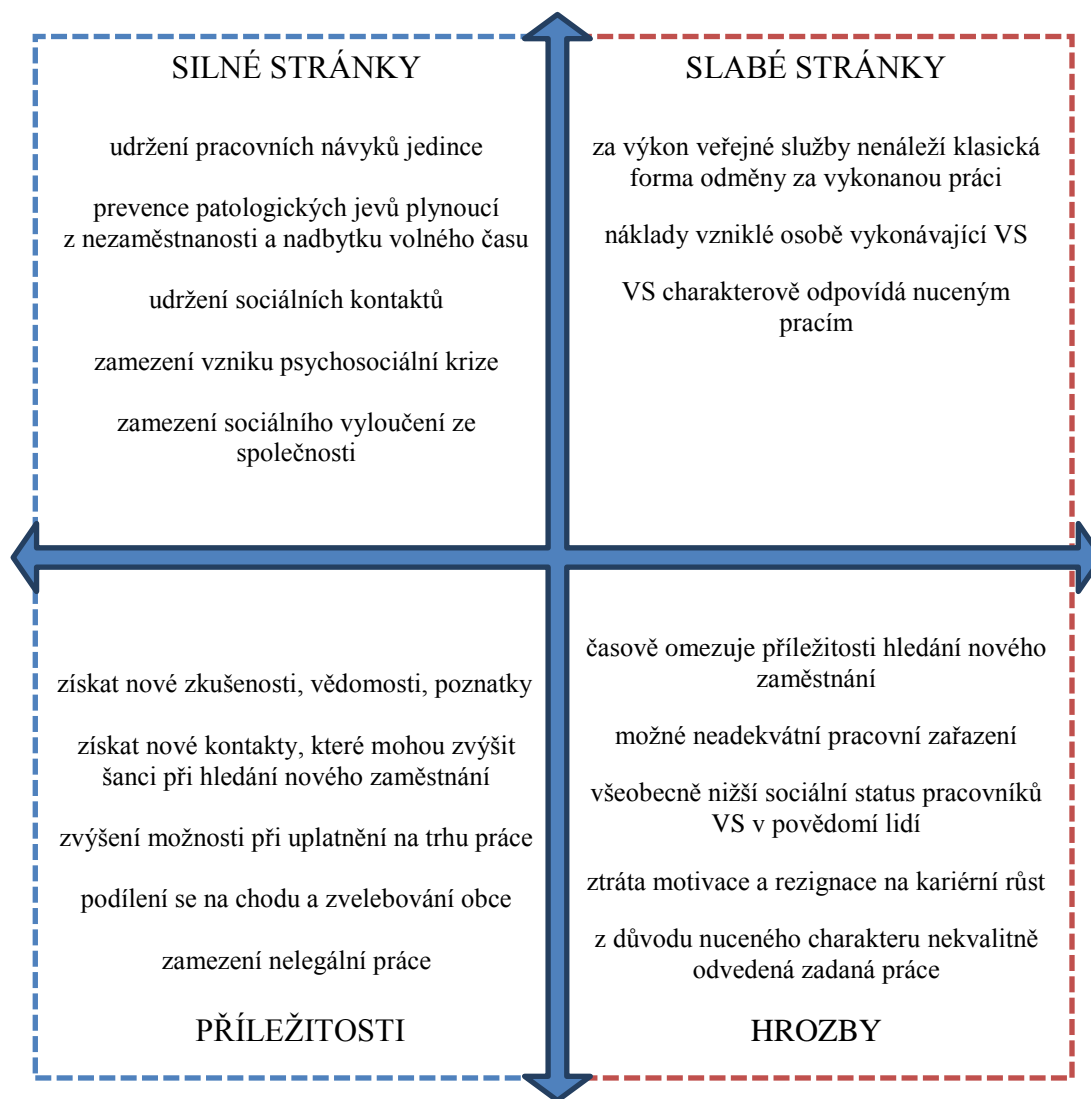 SILNÉ STRÁNKY
udržení pracovních návyků jedince
prevence patologických jevů plynoucí
z nezaměstnanosti a nadbytku volného času
udržení sociálních kontaktů
zamezení vzniku psychosociální krize
zamezení sociálního vyloučení ze
společnosti
SLABÉ STRÁNKY
za výkon veřejné služby nenáleží klasická
forma odměny za vykonanou práci
náklady vzniklé osobě vykonávající VS
VS charakterově odpovídá nuceným
pracím
získat nové zkušenosti, vědomosti, poznatky
získat nové kontakty, které mohou zvýšit
šanci při hledání nového zaměstnání
zvýšení možnosti při uplatnění na trhu práce
podílení se na chodu a zvelebování obce
zamezení nelegální práce
PŘÍLEŽITOSTI
časově omezuje příležitosti hledání nového
zaměstnání
možné neadekvátní pracovní zařazení
všeobecně nižší sociální status pracovníků
VS v povědomí lidí
ztráta motivace a rezignace na kariérní růst
z důvodu nuceného charakteru nekvalitně
odvedená zadaná práce
HROZBY